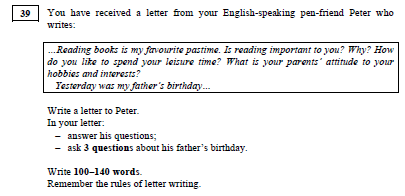 39 You have received a letter from your English-speaking pen-friend Peter who
writes:
...Reading books is my favourite pastime. Is reading important to you? Why? How
do you like to spend your leisure time? What is your parents' attitude to your
hobbies and interests?
Yesterday was my father's birthday...
Write a letter to Peter.
In your letter:
– answer his questions;
– ask 3 questions about his father's birthday.
Write 100–140 words.
Remember the rules of letter writing.